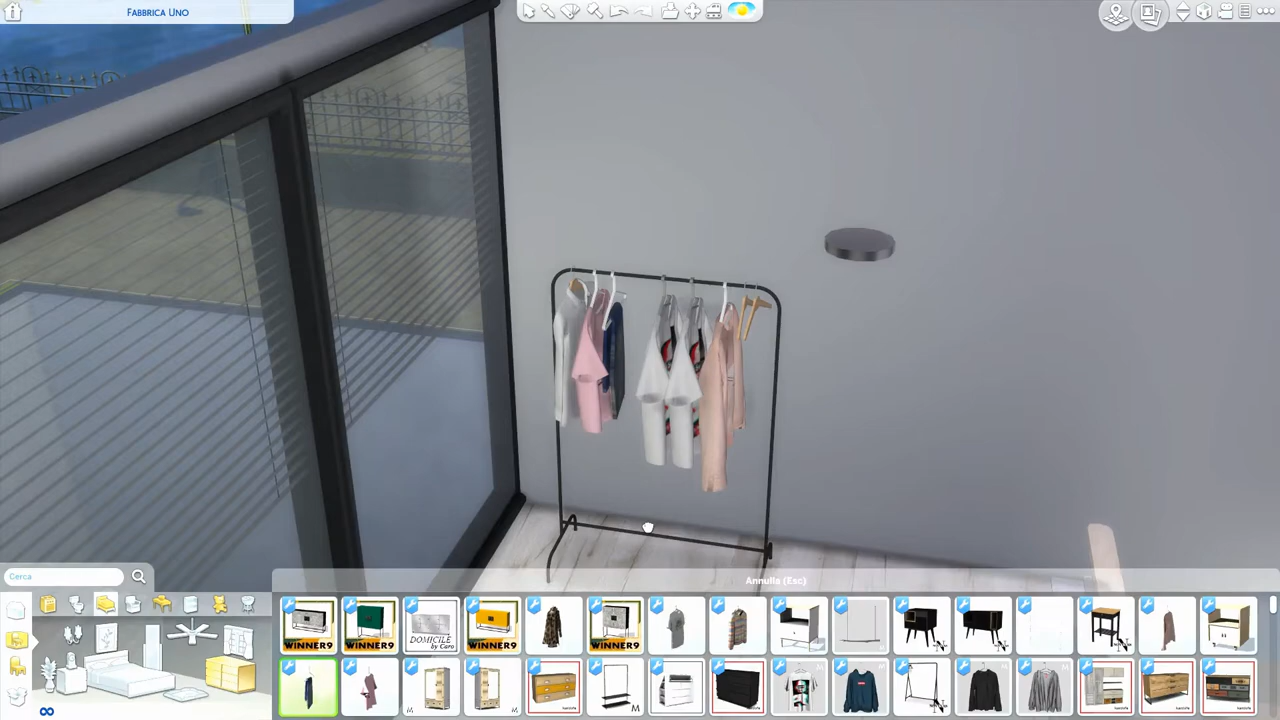 Fabbrica Uno
Cerca
Annulla (Esc)
WINNER9
WINNER9
DOMICILE
by Caro
WINNER9
WINNER9
M
M
M
M